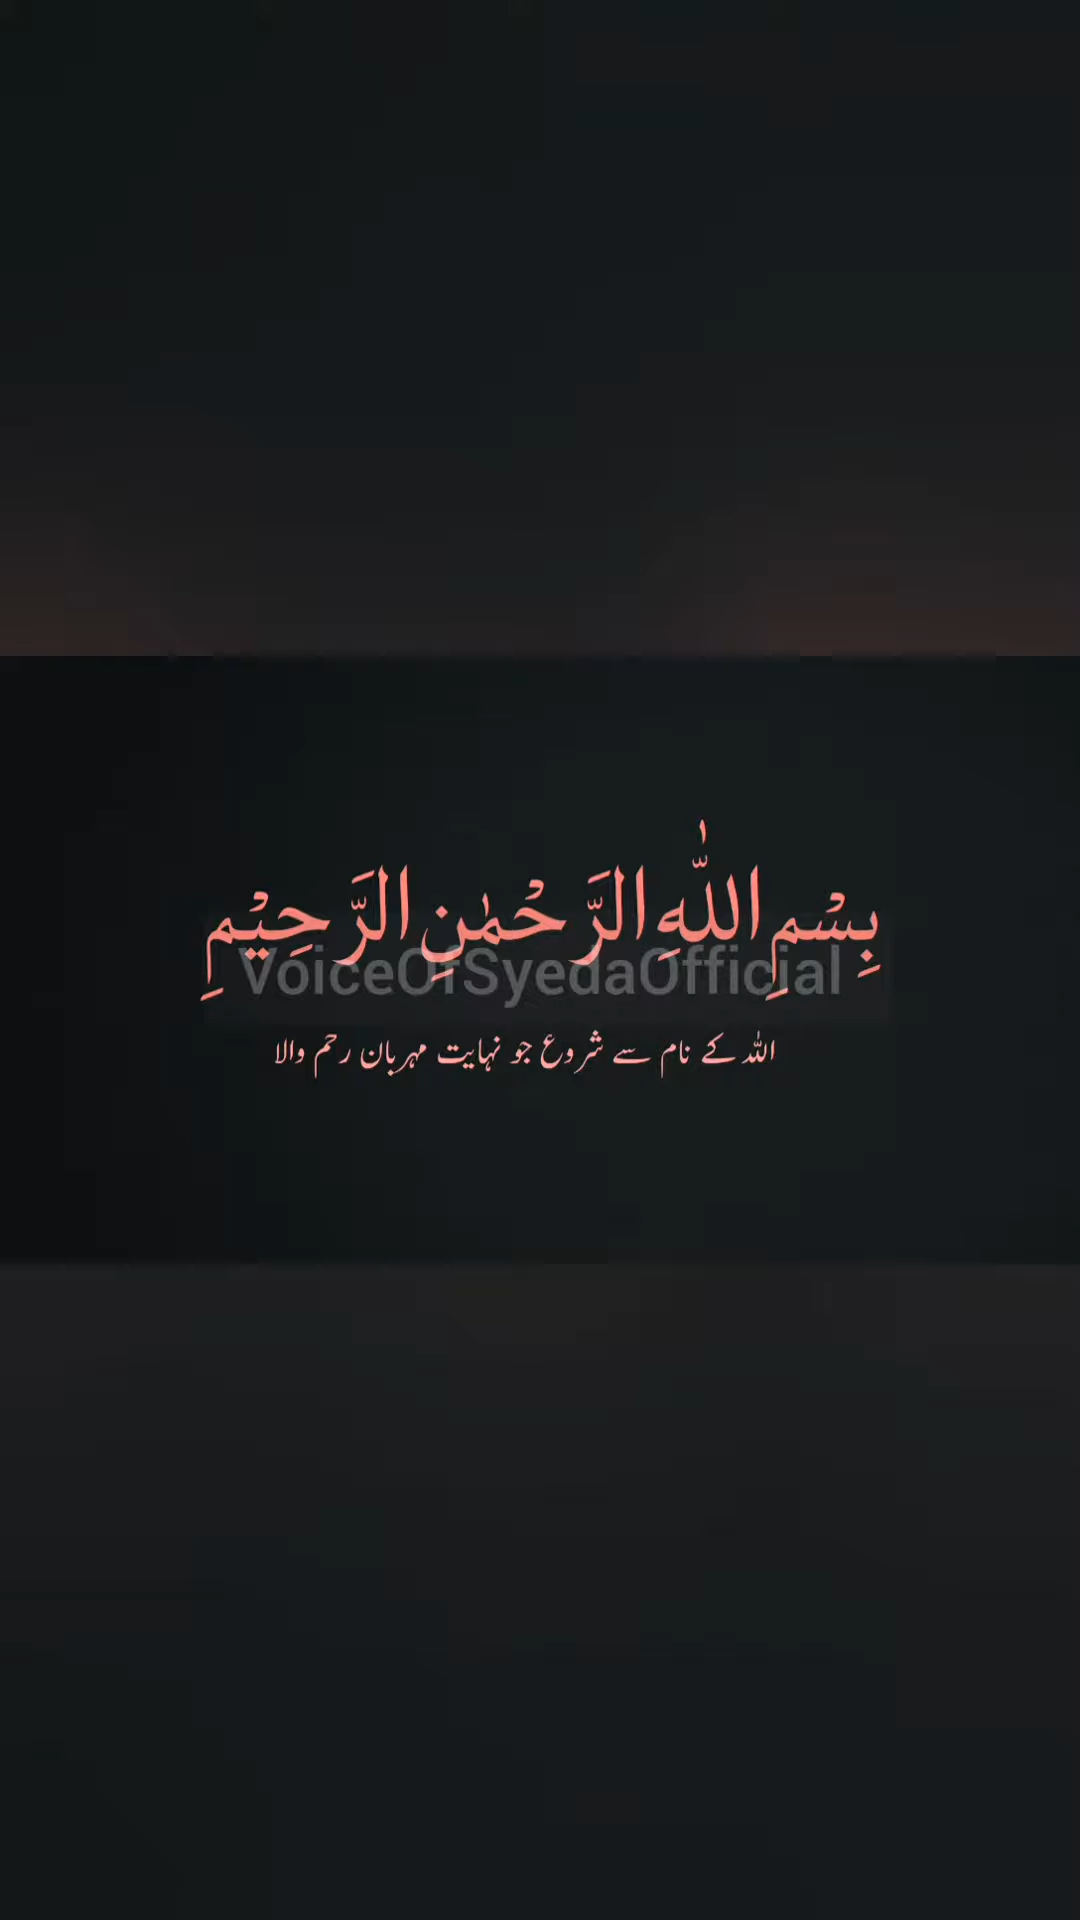 بِسْمِ اللّٰهِ الرَّحْمٰنِ الرَّحِيْمِ
VoiceOfSyedaOfficial
اللہ کے نام سے شروع جو نہایت مہربان رحم والا